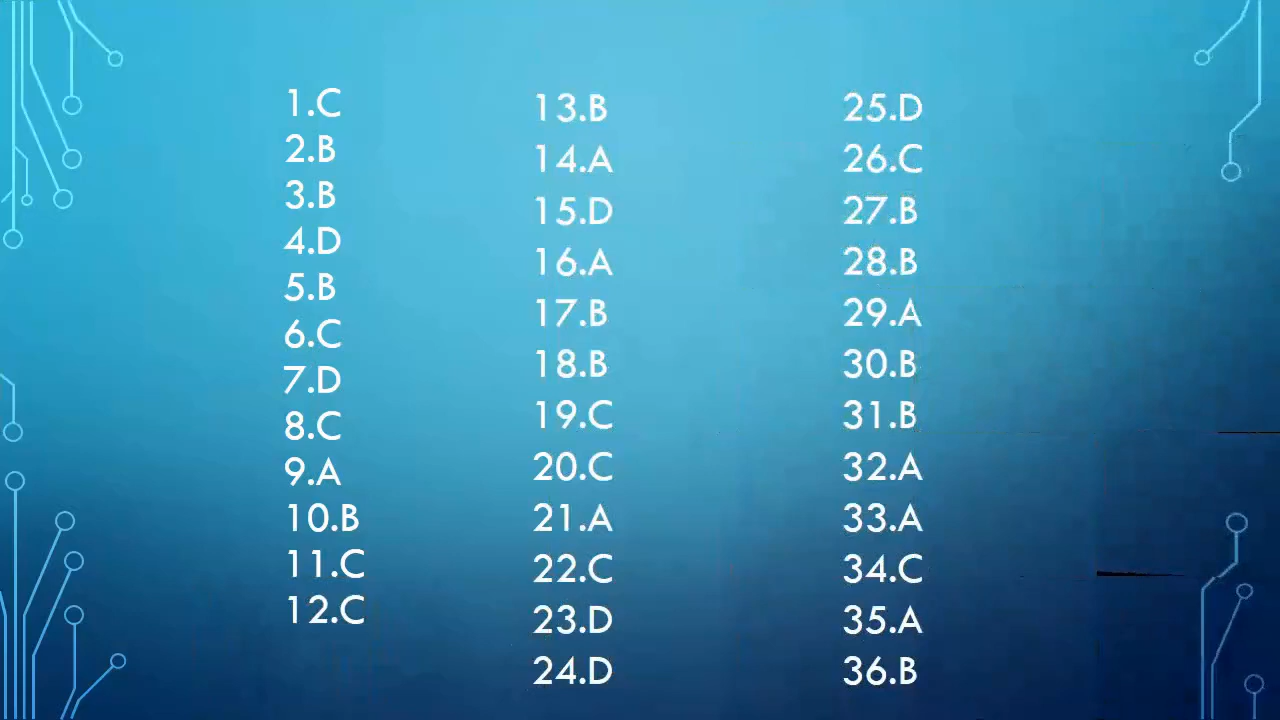 1.C
2.B
3.B
4.D
5.B
6.C
7.D
8.C
9.A
10.B
11.C
12.C
13.B
14.A
15.D
16.A
17.B
18.B
19.C
20.C
21.A
22.C
23.D
24.D
25.D
26.C
27.B
28.B
29.A
30.B
31.B
32.A
33.A
34.C
35.A
36.B